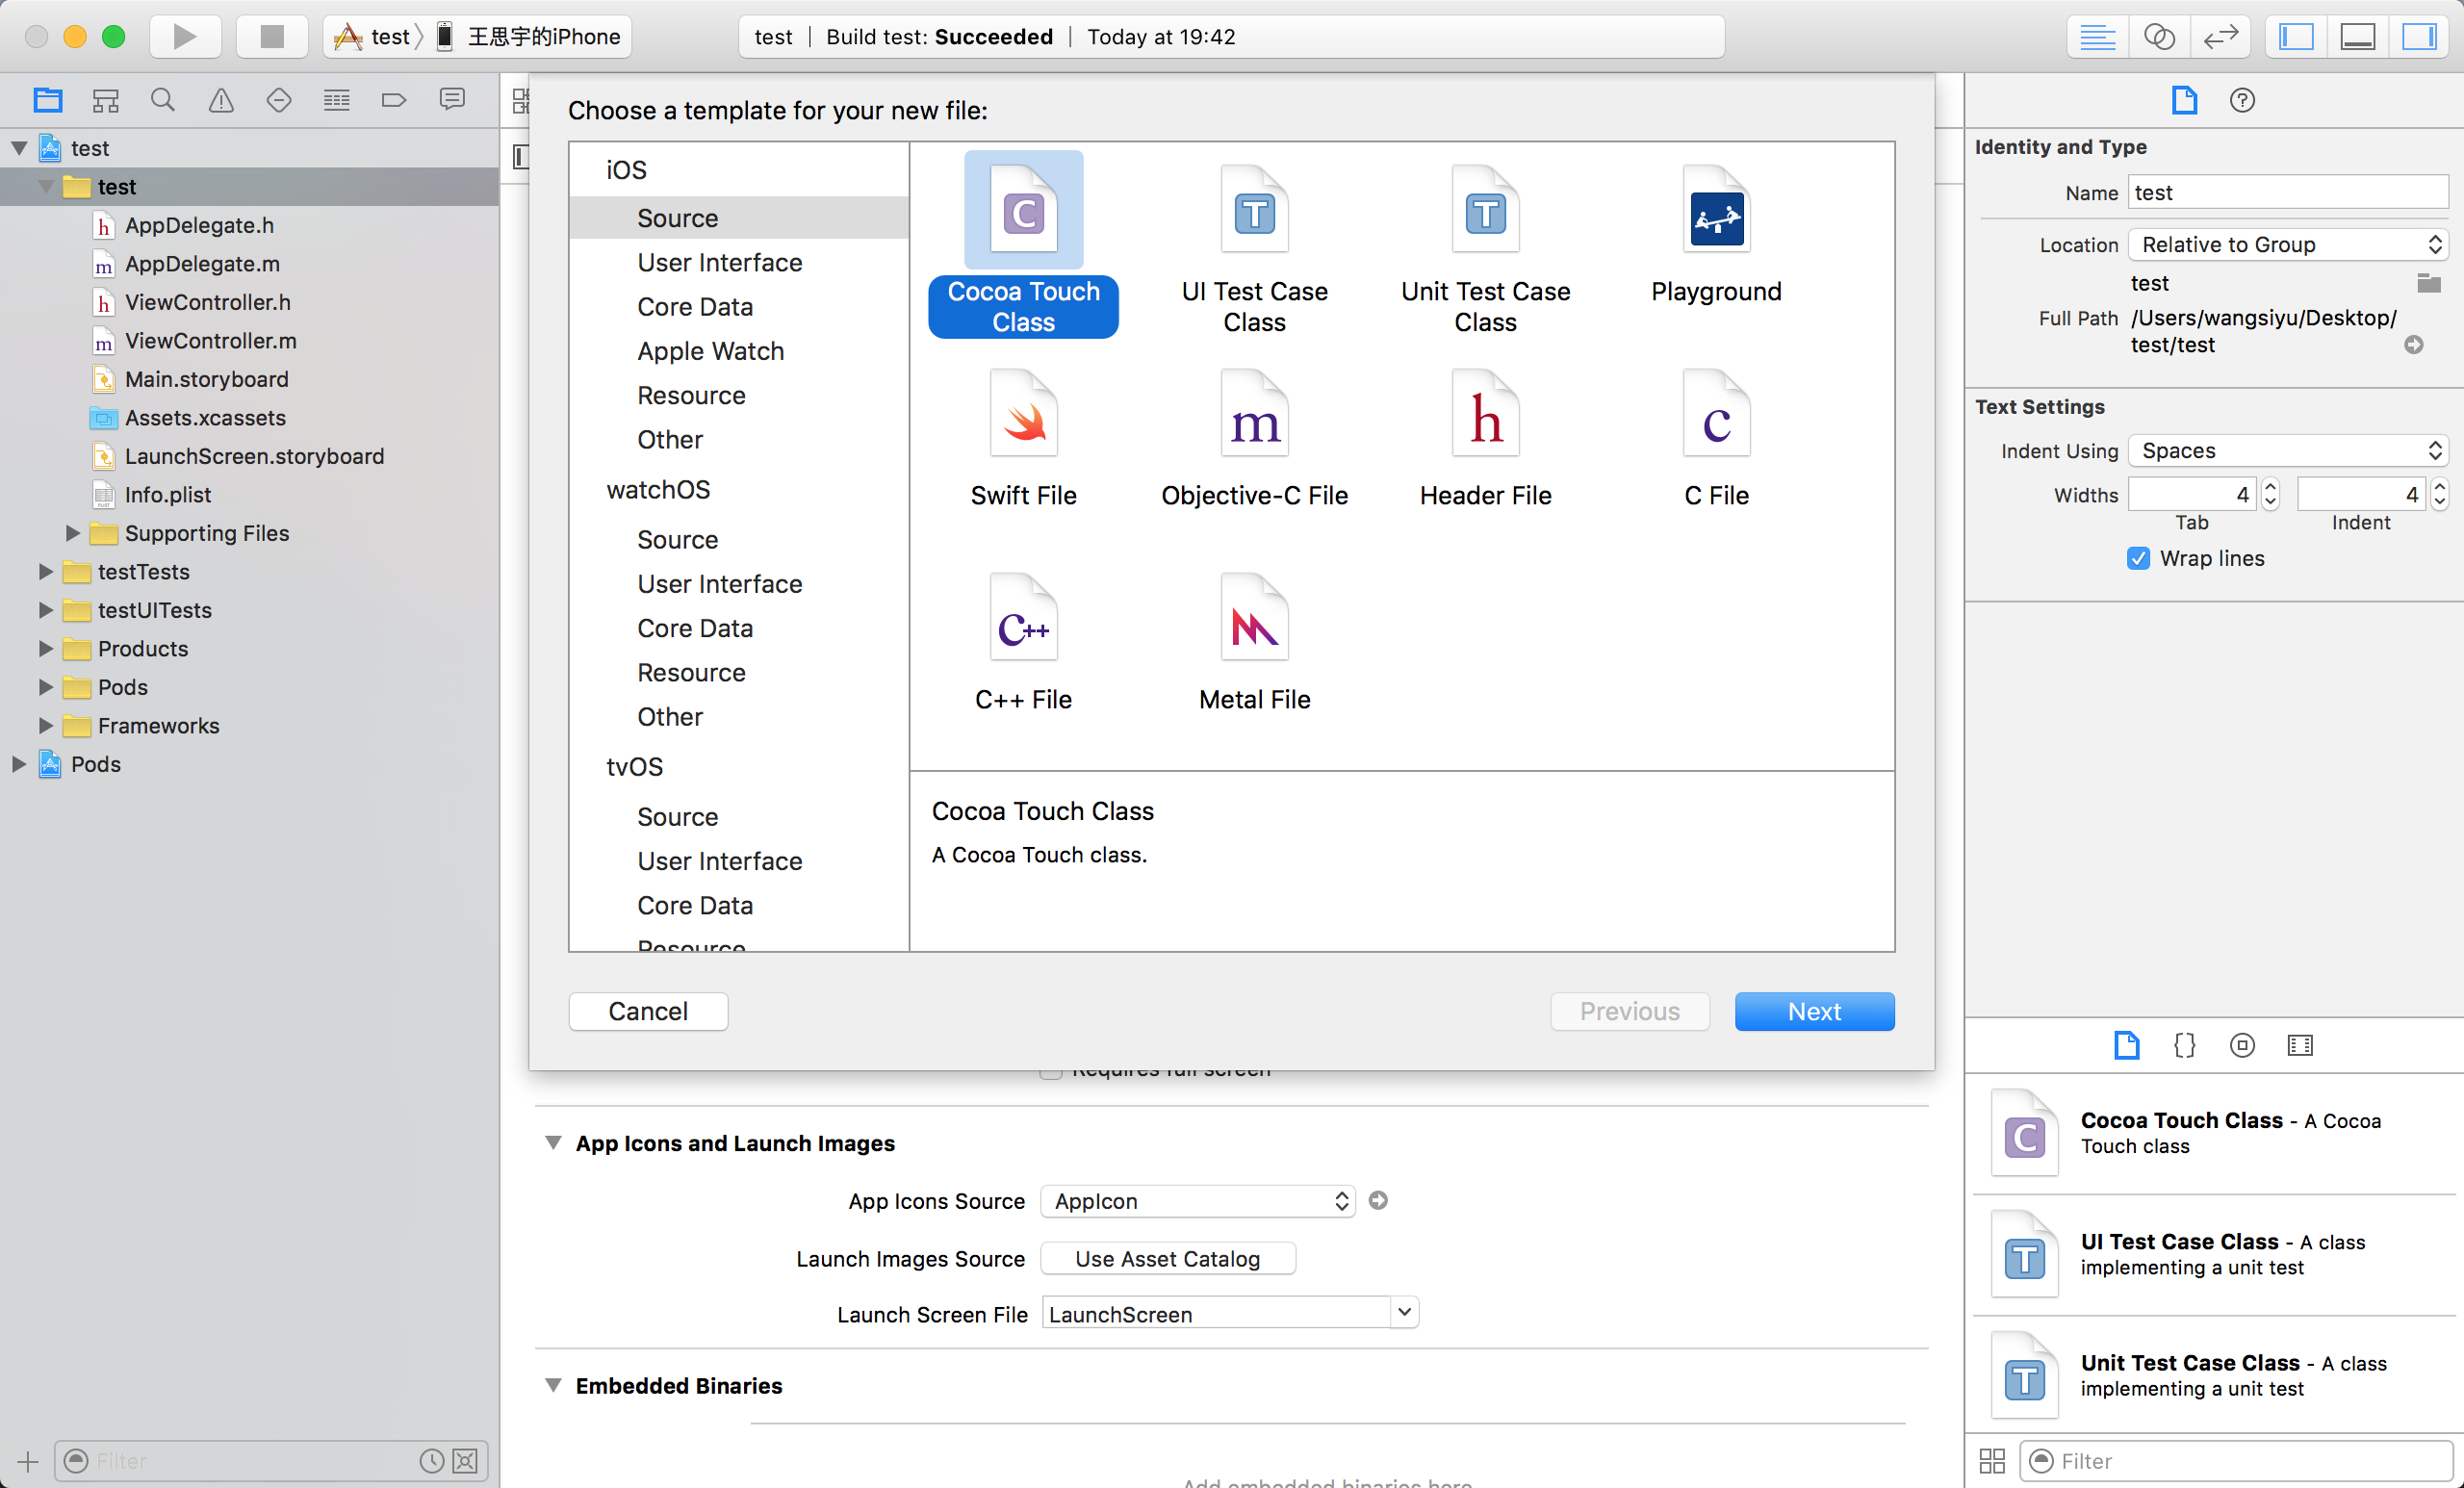 test 王思宇的iPhone
test | Build test: Succeeded | Today at 19:42
Choose a template for your new file:
test
test
AppDelegate.h
AppDelegate.m
ViewController.h
ViewController.m
Main.storyboard
Assets.xcassets
LaunchScreen.storyboard
Info.plist
Supporting Files
testTests
testUITests
Products
Pods
Frameworks
Pods
Filter
iOS
Source
User Interface
Core Data
Apple Watch
Resource
Other
watchOS
Source
User Interface
Core Data
Resource
Other
tvOS
Source
User Interface
Core Data
Resource
C
Cocoa Touch
Class
T
UI Test Case
Class
T
Unit Test Case
Class
Playground
Swift File
m
Objective-C File
h
Header File
c
C File
C++
C++ File
Metal File
Cocoa Touch Class
A Cocoa Touch class.
Cancel
Previous
Next
Requires full screen
App Icons and Launch Images
App Icons Source AppIcon
Launch Images Source Use Asset Catalog
Launch Screen File LaunchScreen
Embedded Binaries
Add embedded binaries here
Identity and Type
Name test
Location Relative to Group
test
Full Path /Users/wangsiyu/Desktop/
test/test
Text Settings
Indent Using Spaces
Widths 4 4
Tab Indent
Wrap lines
{}
C
Cocoa Touch Class - A Cocoa
Touch class
T
UI Test Case Class - A class
implementing a unit test
T
Unit Test Case Class - A class
implementing a unit test
Filter